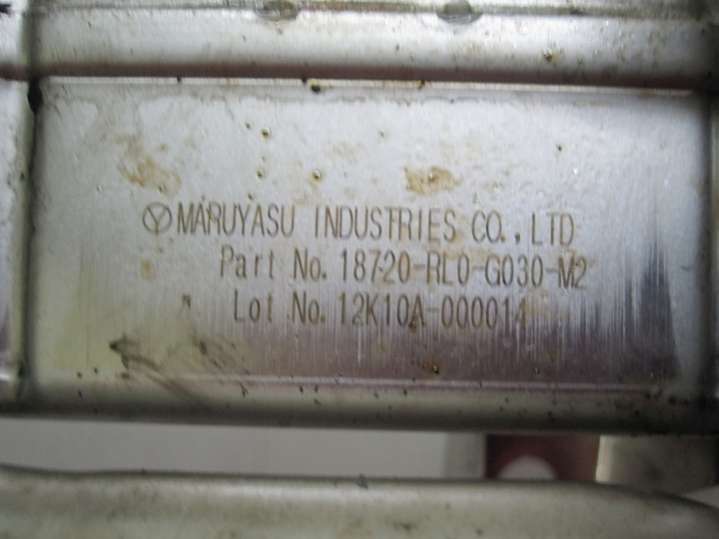 MARUYASU INDUSTRIES CO., LTD
Part No. 18720-RL0-G030-M2
Lot No. 12K10A-000014